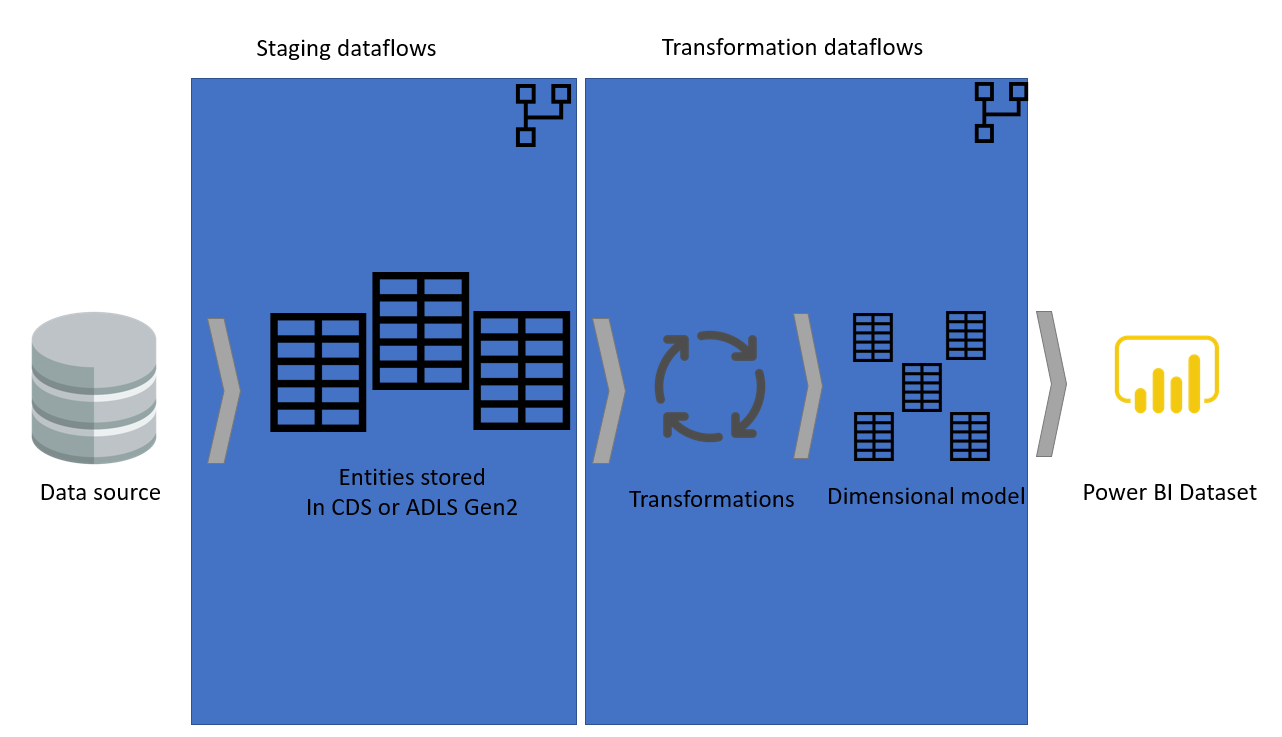 Staging dataflows
Transformation dataflows
Data source
Entities stored
In CDS or ADLS Gen2
Transformations
Dimensional model
Power BI Dataset